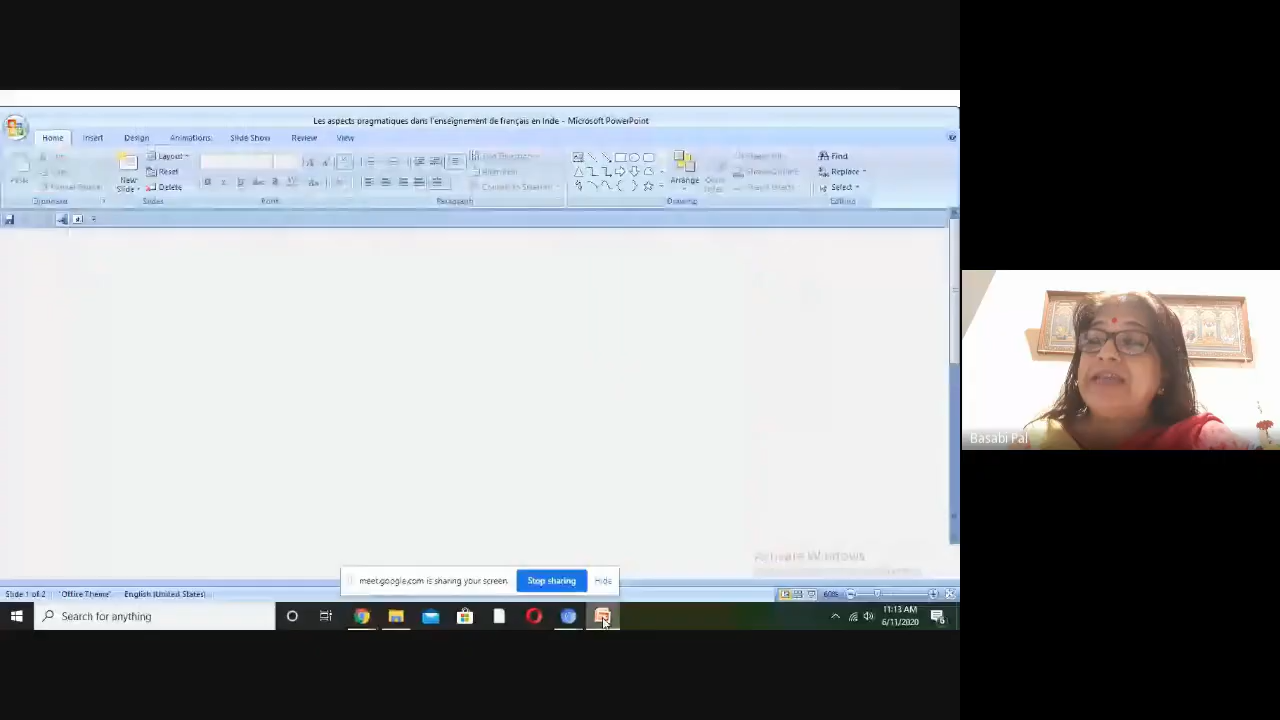 Les aspects pragmatiques dans l'enseignement de français en Inde - Microsoft PowerPoint
Home Insert Design Animations Slide Show Review View
Layout
Reset
New Slide
Delete
Slides
Font
Paragraph
Arrange
Drawing
Find
Replace
Select
Editing
Basabi Pal
Activate Windows
meet.google.com is sharing your screen
Stop sharing
Hide
Slide 1 of 2 "Office Theme" English (United States)
60%
Search for anything
11:13 AM
6/11/2020